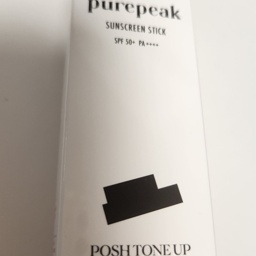 purepeak
SUNSCREEN STICK
SPF 50+ PA++++
POSH TONE UP